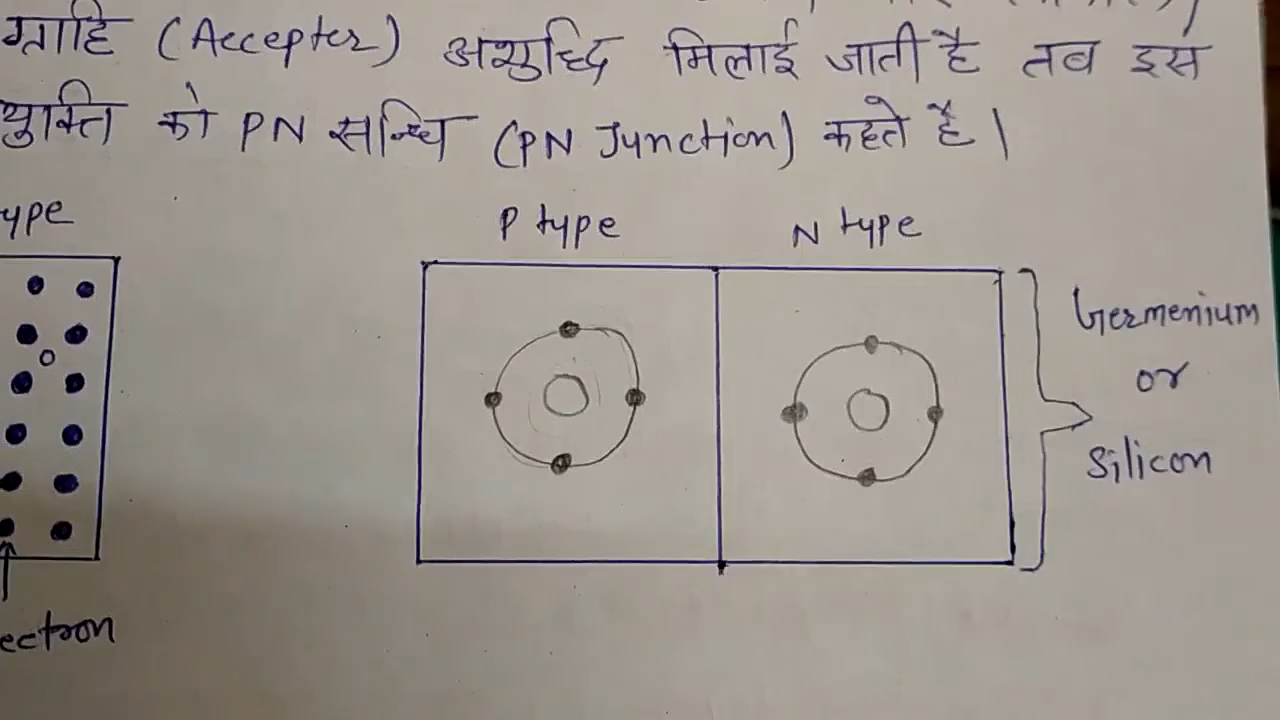 ग्राहि (Accepter) अशुद्धि मिलाई जाती है तब इस
युक्ति को PN सन्धि (PN Junction) कहते है।
ype
P type
N type
Germenium
or
Silicon
ectron